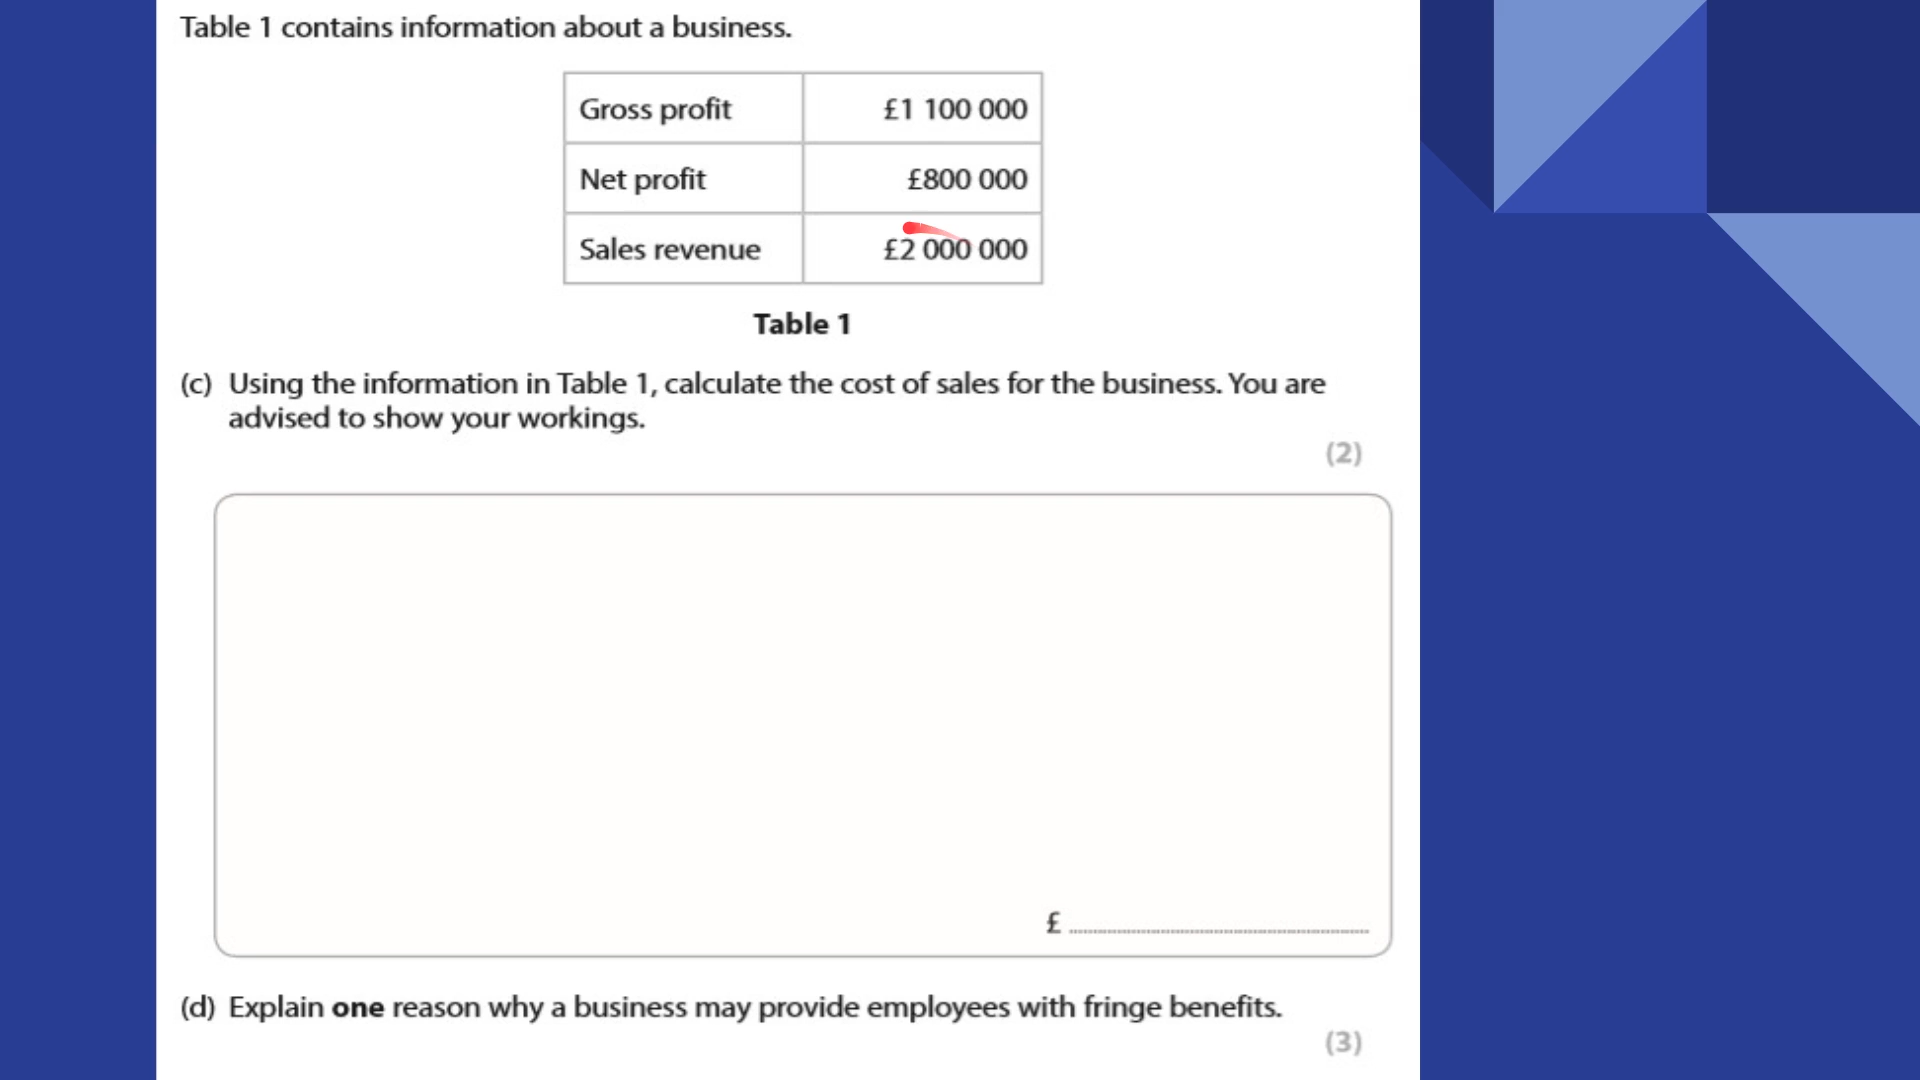 Table 1 contains information about a business.
Gross profit £1 100 000
Net profit £800 000
Sales revenue £2 000 000
Table 1
(c) Using the information in Table 1, calculate the cost of sales for the business. You are
advised to show your workings.
(2)
£
(d) Explain one reason why a business may provide employees with fringe benefits.
(3)